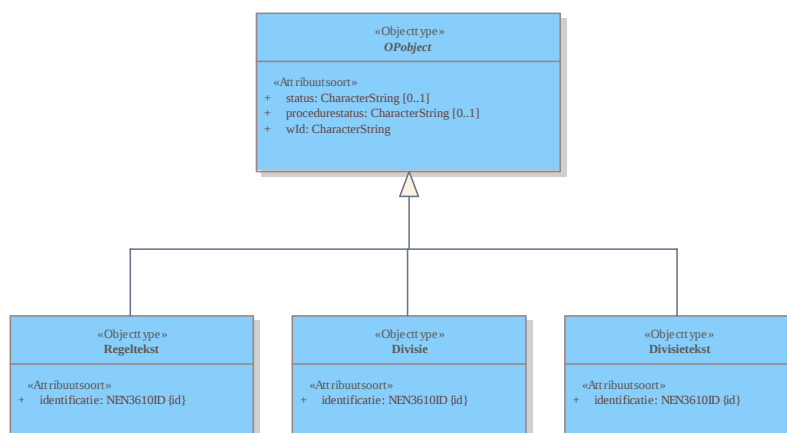 «Objecttype»
OPobject
«Attribuutsoort»
+ status: CharacterString [0..1]
+ procedurestatus: CharacterString [0..1]
+ wId: CharacterString
«Objecttype»
Regeltekst
«Attribuutsoort»
+ identificatie: NEN3610ID {id}
«Objecttype»
Divisie
«Attribuutsoort»
+ identificatie: NEN3610ID {id}
«Objecttype»
Divisietekst
«Attribuutsoort»
+ identificatie: NEN3610ID {id}